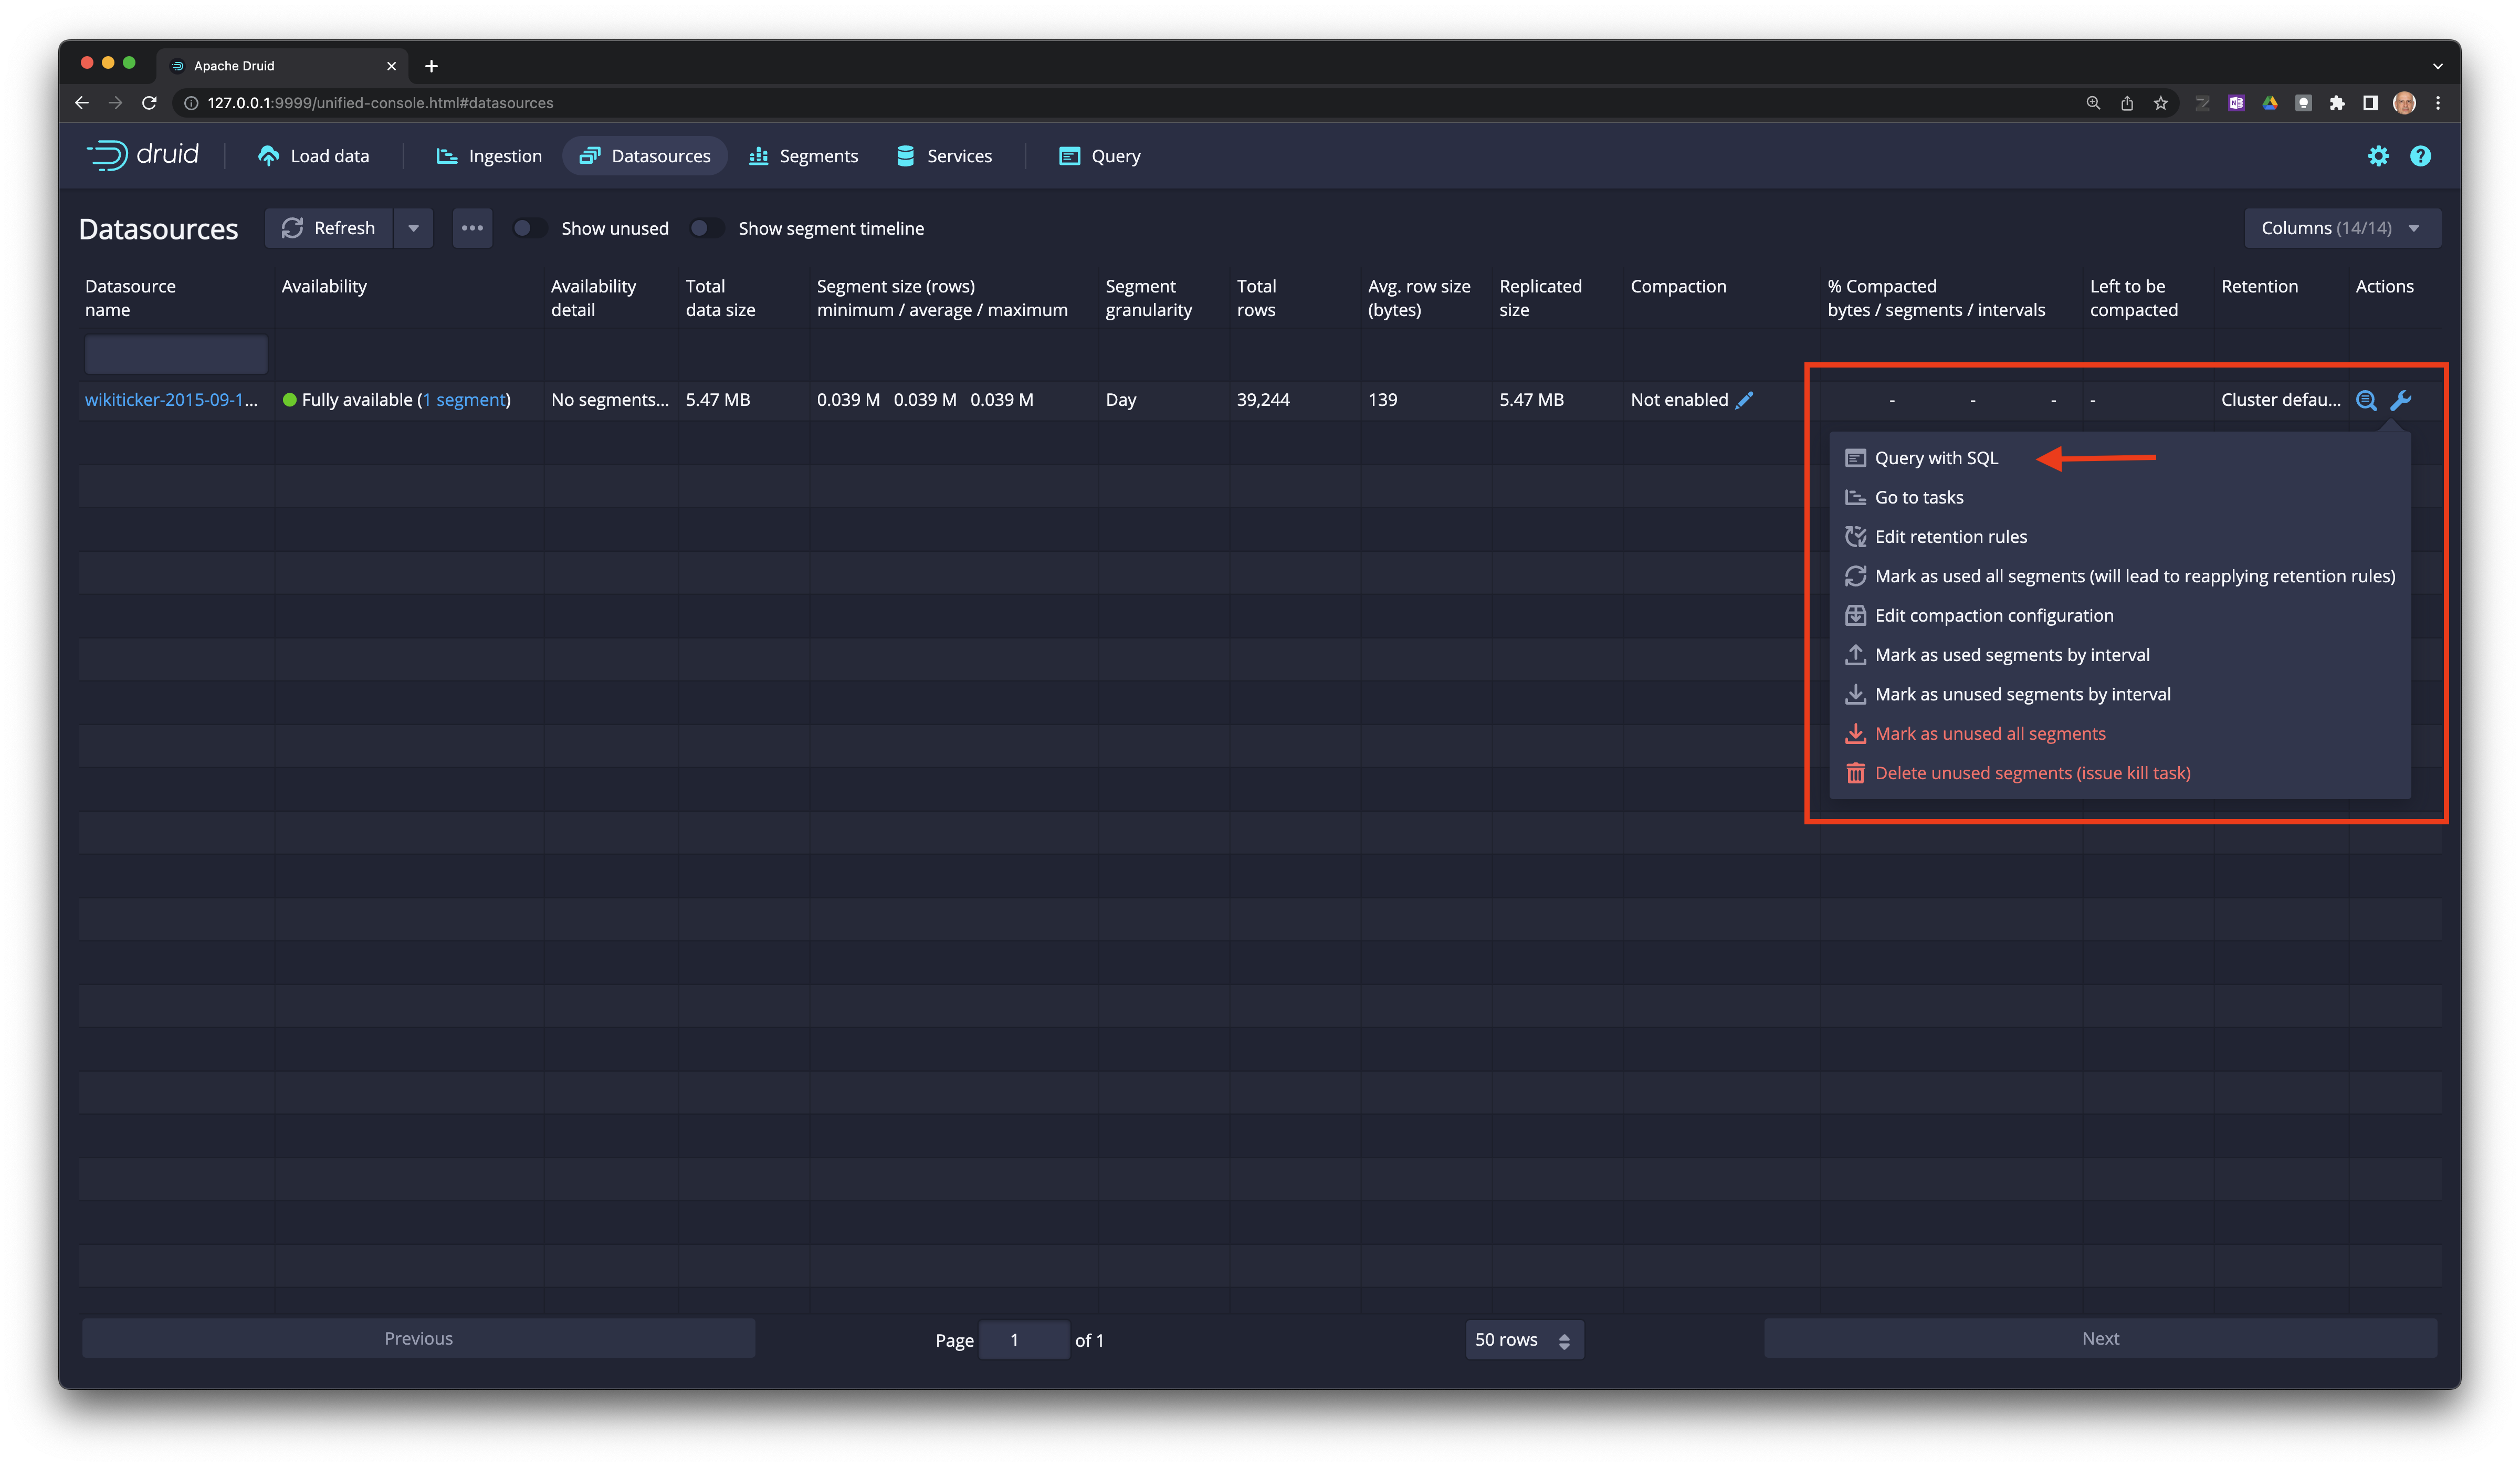 Apache Druid
127.0.0.1:9999/unified-console.html#datasources
druid Load data Ingestion Datasources Segments Services Query
Datasources Refresh Show unused Show segment timeline Columns (14/14)
Datasource name Availability Availability detail Total data size Segment size (rows) minimum / average / maximum Segment granularity Total rows Avg. row size (bytes) Replicated size Compaction % Compacted bytes / segments / intervals Left to be compacted Retention Actions
wikiticker-2015-09-1... Fully available (1 segment) No segments... 5.47 MB 0.039 M 0.039 M 0.039 M Day 39,244 139 5.47 MB Not enabled - - - - Cluster defau...
Query with SQL
Go to tasks
Edit retention rules
Mark as used all segments (will lead to reapplying retention rules)
Edit compaction configuration
Mark as used segments by interval
Mark as unused segments by interval
Mark as unused all segments
Delete unused segments (issue kill task)
Previous Page 1 of 1 50 rows Next